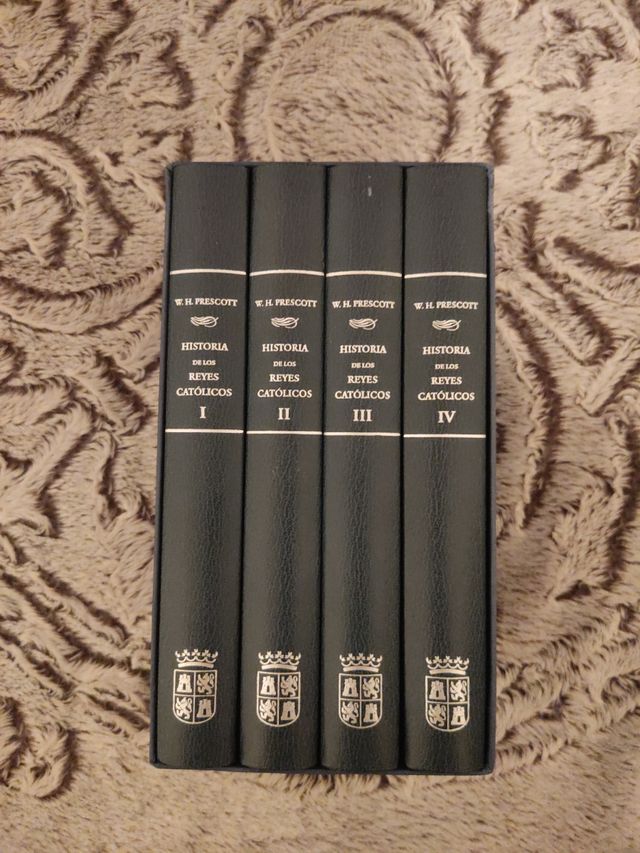 W. H. PRESCOTT
HISTORIA
DE LOS
REYES
CATÓLICOS
I
W. H. PRESCOTT
HISTORIA
DE LOS
REYES
CATÓLICOS
II
W. H. PRESCOTT
HISTORIA
DE LOS
REYES
CATÓLICOS
III
W. H. PRESCOTT
HISTORIA
DE LOS
REYES
CATÓLICOS
IV